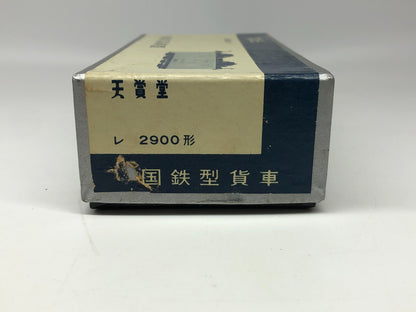 天賞堂
レ 2900形
国鉄型貨車